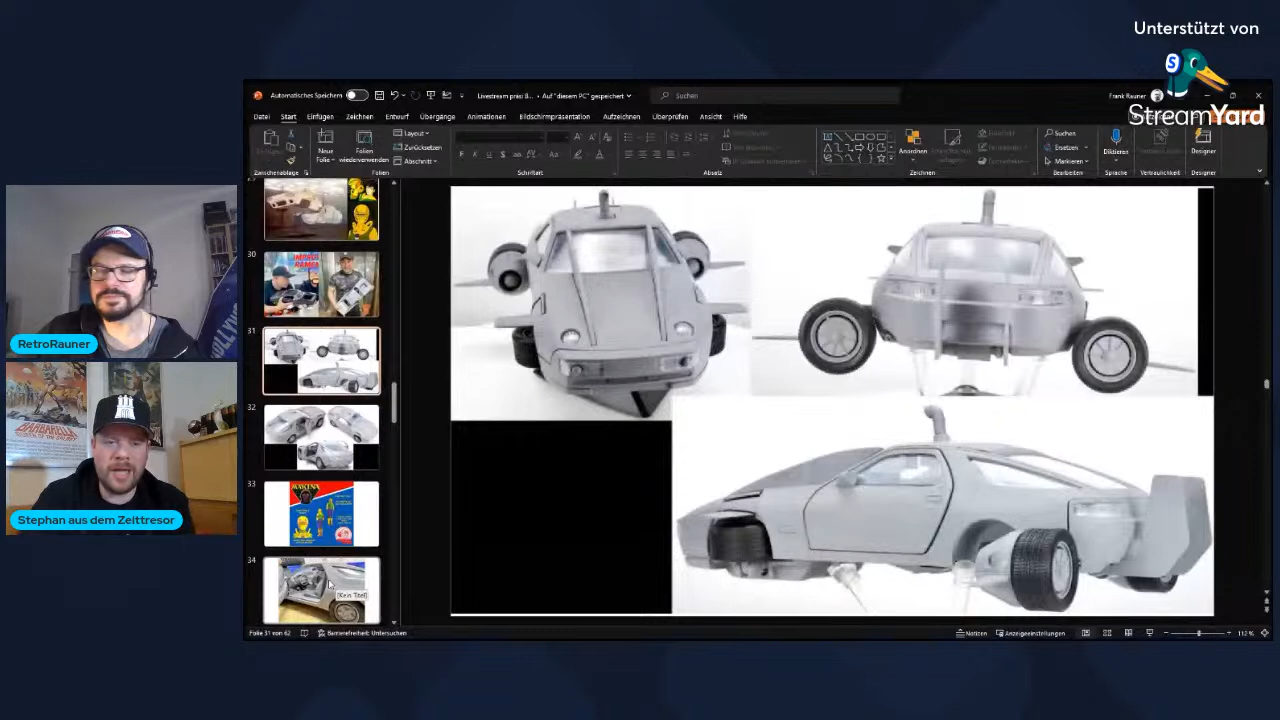 Unterstützt von
StreamYard
Automatisches Speichern
Livestream präsi B... • Auf "diesem PC" gespeichert
Suchen
Frank Rauner
Datei Start Einfügen Zeichnen Entwurf Übergänge Animationen Bildschirmpräsentation Aufzeichnen Überprüfen Ansicht Hilfe
Neue Folie
Folien wiederverwenden
Layout
Zurücksetzen
Abschnitt
Anordnen
Suchen
Ersetzen
Markieren
Diktieren
Designer
Zwischenablage
Folien
Schriftart
Absatz
Zeichnen
Bearbeiten
Sprache
Vertraulichkeit
Designer
30
31
32
33
34
[Kein Titel]
RetroRauner
BARBARELLA
Stephan aus dem Zeittresor
Folie 31 von 62
Barrierefreiheit: Untersuchen
Notizen
Anzeigeeinstellungen
112 %